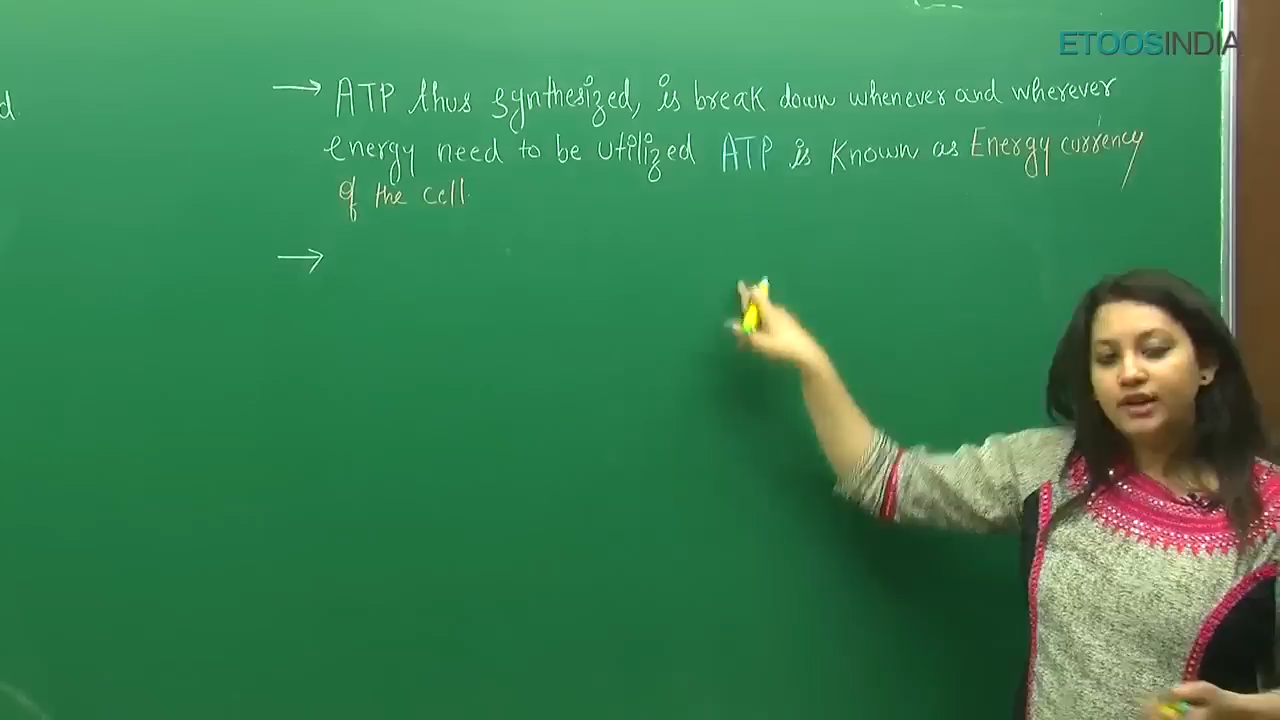 ETOOSINDIA
d
→ ATP thus synthesized, is break down whenever and wherever
energy need to be utilized ATP is known as Energy currency
of the cell.
→